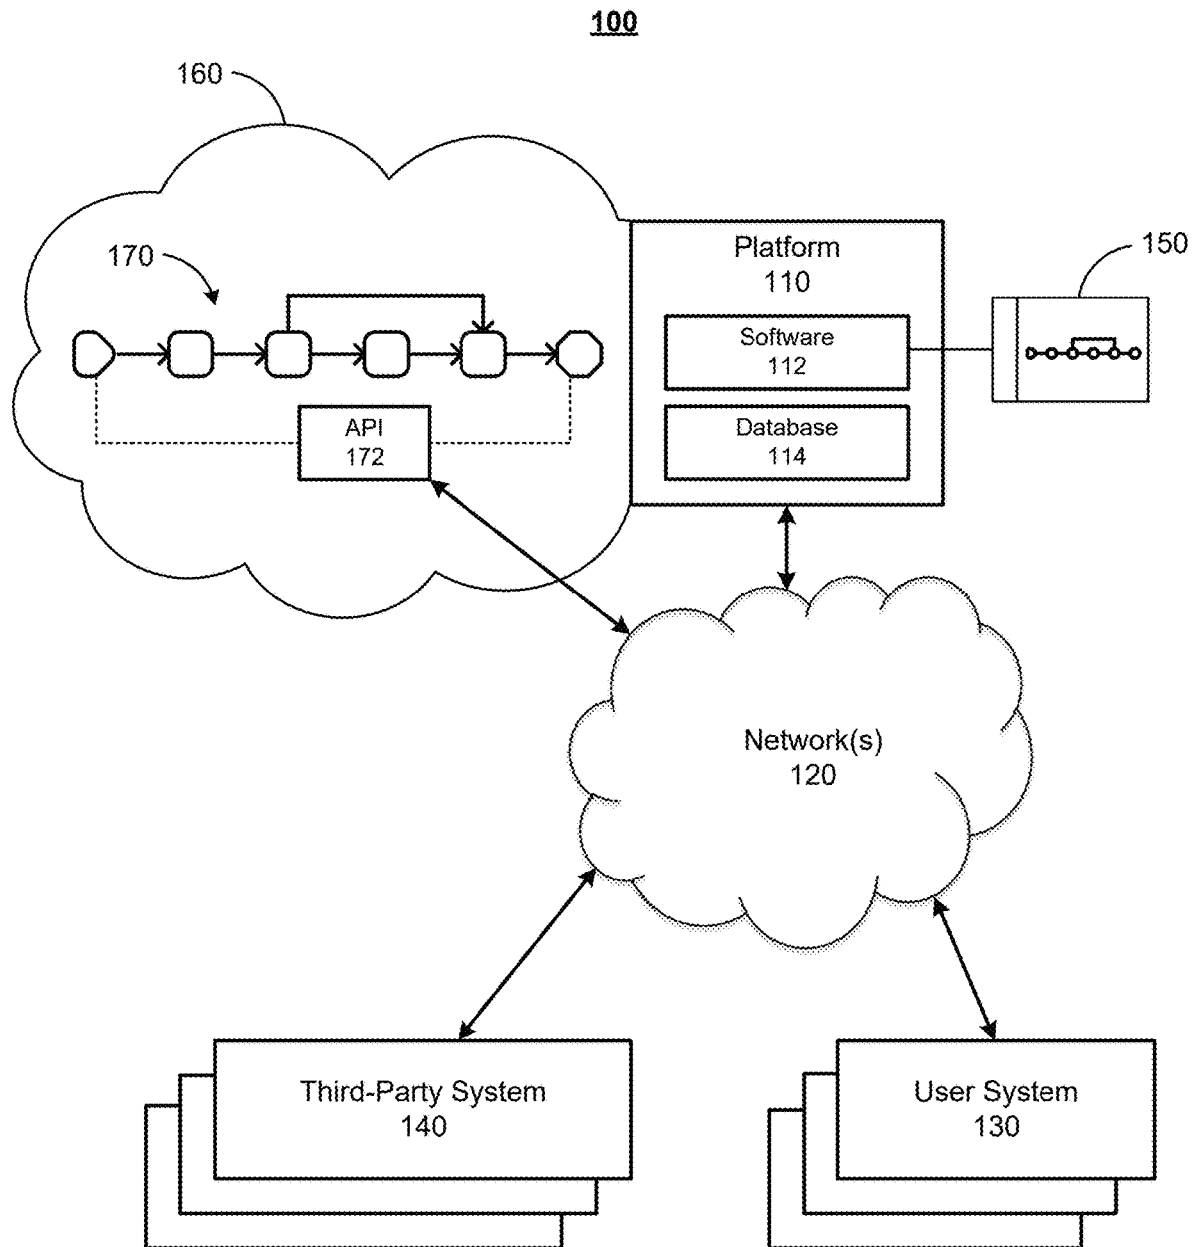 100
160
150
170
Platform
110
Software
112
API
172
Database
114
Network(s)
120
Third-Party System
140
User System
130